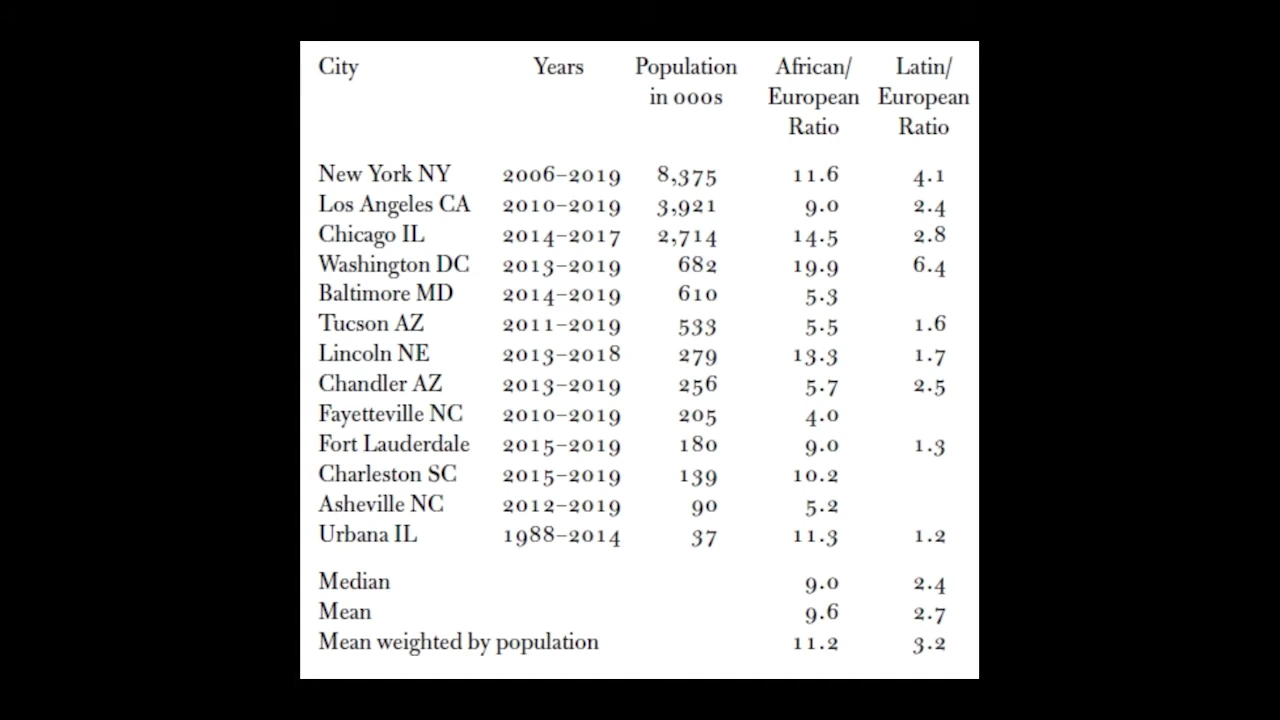 City Years Population African/ Latin/
in 000s European European
Ratio Ratio
New York NY 2006–2019 8,375 11.6 4.1
Los Angeles CA 2010–2019 3,921 9.0 2.4
Chicago IL 2014–2017 2,714 14.5 2.8
Washington DC 2013–2019 682 19.9 6.4
Baltimore MD 2014–2019 610 5.3
Tucson AZ 2011–2019 533 5.5 1.6
Lincoln NE 2013–2018 279 13.3 1.7
Chandler AZ 2013–2019 256 5.7 2.5
Fayetteville NC 2010–2019 205 4.0
Fort Lauderdale 2015–2019 180 9.0 1.3
Charleston SC 2015–2019 139 10.2
Asheville NC 2012–2019 90 5.2
Urbana IL 1988–2014 37 11.3 1.2
Median 9.0 2.4
Mean 9.6 2.7
Mean weighted by population 11.2 3.2